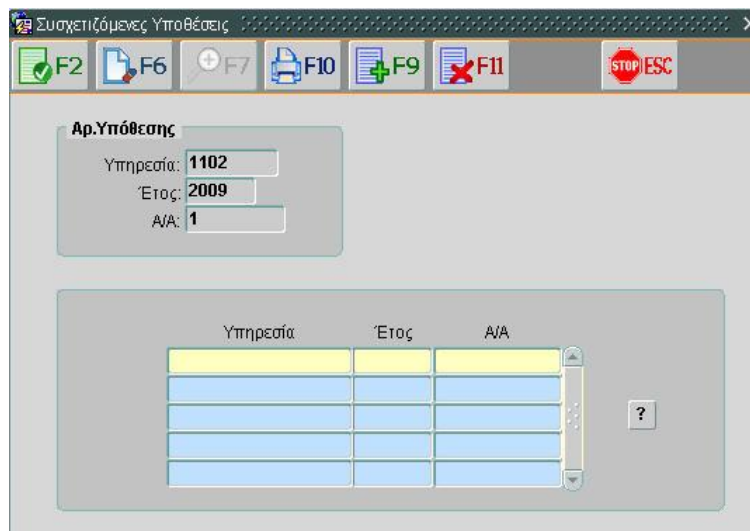 Συσχετιζόμενες Υποθέσεις
F2 F6 F7 F10 F9 F11 STOP ESC
Αρ.Υπόθεσης
Υπηρεσία: 1102
Έτος: 2009
Α/Α: 1
Υπηρεσία Έτος Α/Α
?